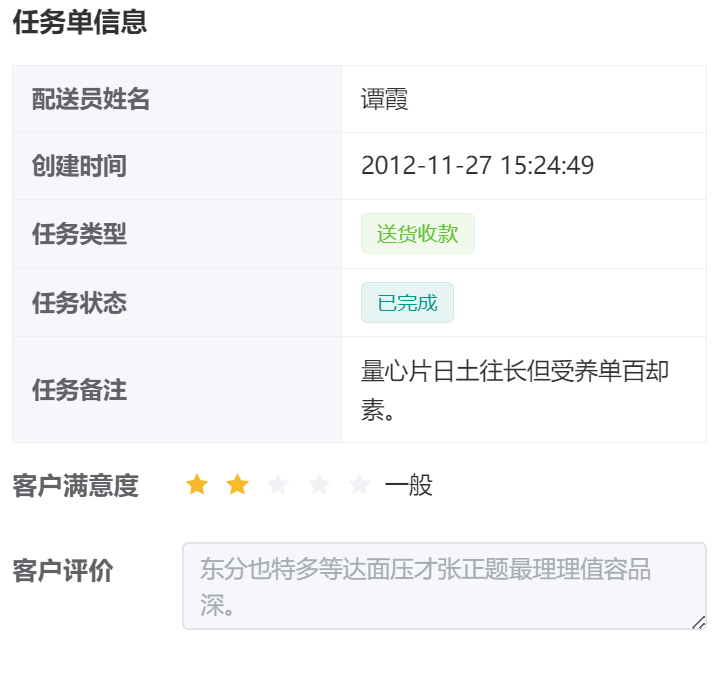 任务单信息
配送员姓名 谭霞
创建时间 2012-11-27 15:24:49
任务类型 送货收款
任务状态 已完成
任务备注 量心片日土往长但受养单百却
素。
客户满意度 一般
客户评价 东分也特多等达面压才张正题最理理值容品
深。